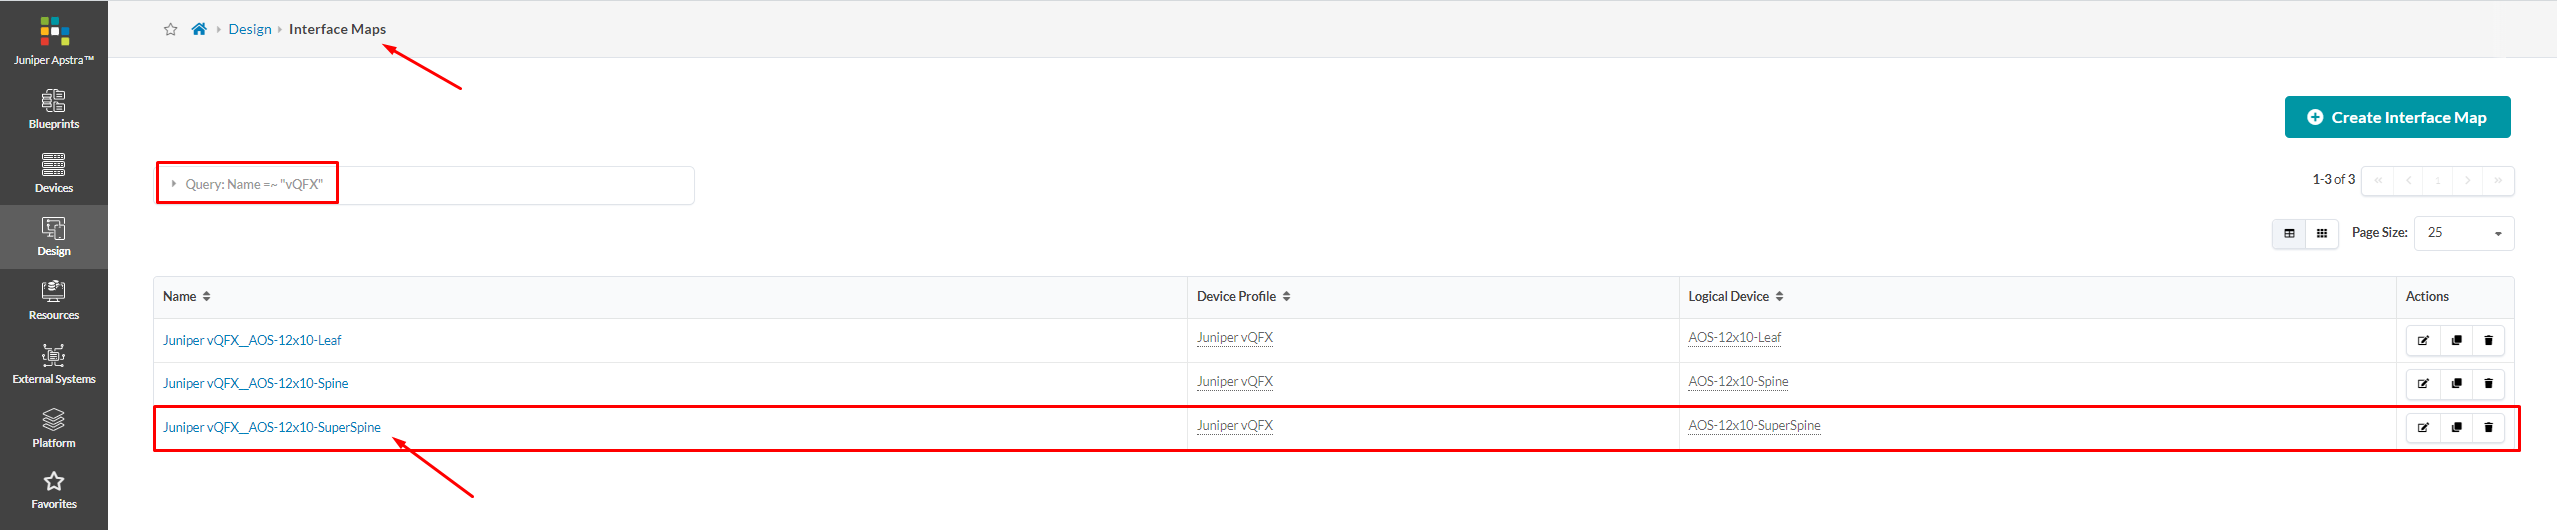 Juniper Apstra™
Blueprints
Devices
Design
Resources
External Systems
Platform
Favorites
Design Interface Maps
Create Interface Map
Query: Name =~ "vQFX"
1-3 of 3
1
Page Size: 25
Name Device Profile Logical Device Actions
Juniper vQFX__AOS-12x10-Leaf Juniper vQFX AOS-12x10-Leaf
Juniper vQFX__AOS-12x10-Spine Juniper vQFX AOS-12x10-Spine
Juniper vQFX__AOS-12x10-SuperSpine Juniper vQFX AOS-12x10-SuperSpine